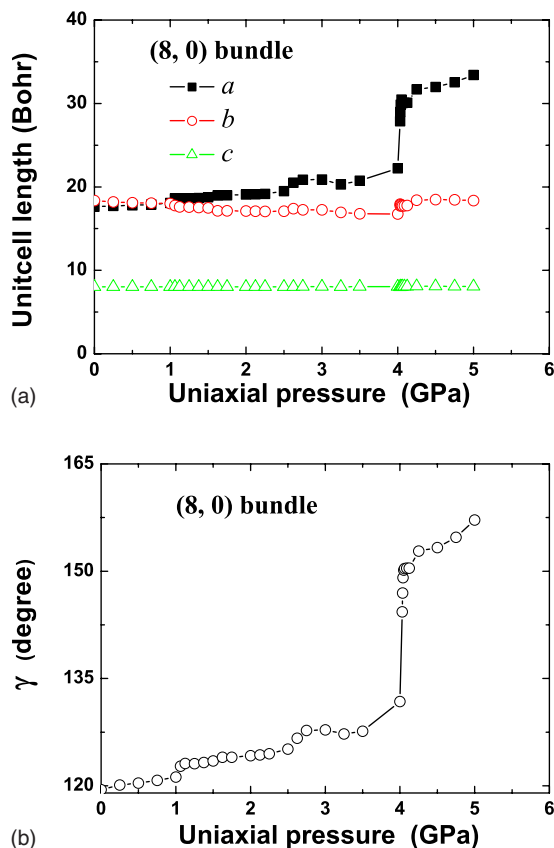 40
(8, 0) bundle
a
30
b
c
20
10
0
0 1 2 3 4 5 6
Unitcell length (Bohr)
Uniaxial pressure (GPa)
(a)
165
(8, 0) bundle
150
135
120
0 1 2 3 4 5 6
γ (degree)
Uniaxial pressure (GPa)
(b)